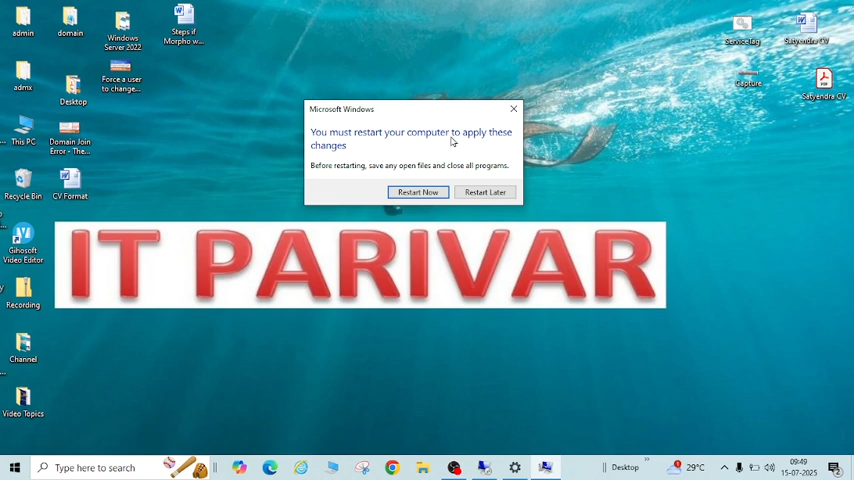 admin
domain
Windows
Server 2022
Steps if
Morpho w...
admx
Desktop
Force a user
to change...
This PC
Domain Join
Error - The...
Recycle Bin
CV Format
Gihosoft
Video Editor
Recording
Channel
Video Topics
ServiceTag
Satyendra CV
Capture
Satyendra CV
Microsoft Windows
You must restart your computer to apply these
changes
Before restarting, save any open files and close all programs.
Restart Now
Restart Later
IT PARIVAR
Type here to search
Desktop
29°C
09:49
15-07-2025
2